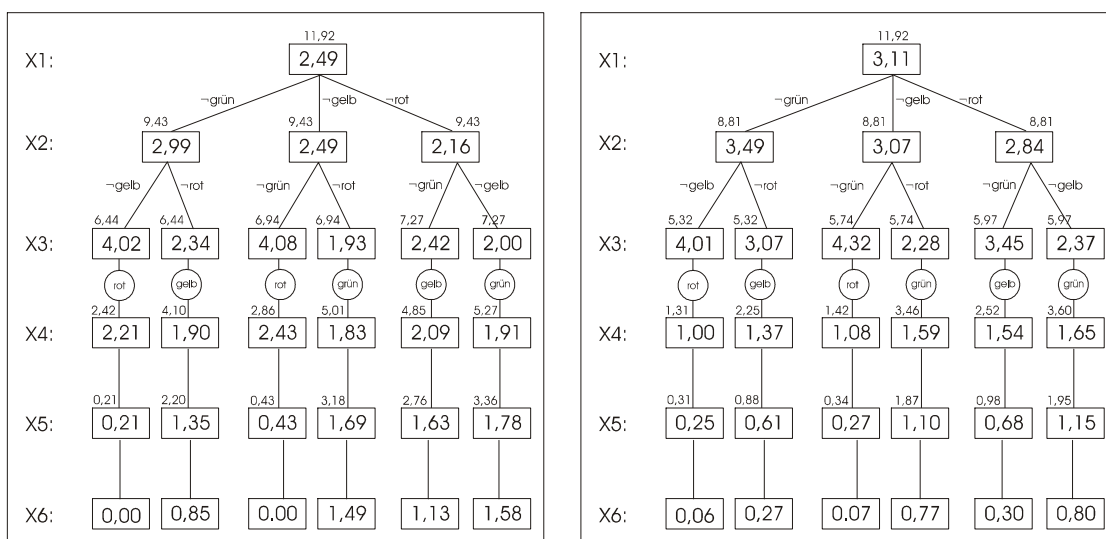 11,92
X1: 2,49
¬grün ¬gelb ¬rot
9,43 9,43 9,43
X2: 2,99 2,49 2,16
¬gelb ¬rot ¬grün ¬rot ¬grün ¬gelb
6,44 6,44 6,94 6,94 7,27 7,27
X3: 4,02 2,34 4,08 1,93 2,42 2,00
rot gelb rot grün gelb grün
2,42 4,10 2,86 5,01 4,85 5,27
X4: 2,21 1,90 2,43 1,83 2,09 1,91
0,21 2,20 0,43 3,18 2,76 3,36
X5: 0,21 1,35 0,43 1,69 1,63 1,78
X6: 0,00 0,85 0.00 1,49 1,13 1,58
11,92
X1: 3,11
¬grün ¬gelb ¬rot
8,81 8,81 8,81
X2: 3,49 3,07 2,84
¬gelb ¬rot ¬grün ¬rot ¬grün ¬gelb
5,32 5,32 5,74 5,74 5,97 5,97
X3: 4,01 3,07 4,32 2,28 3,45 2,37
rot gelb rot grün gelb grün
1,31 2,25 1,42 3,46 2,52 3,60
X4: 1,00 1,37 1,08 1,59 1,54 1,65
0,31 0,88 0,34 1,87 0,98 1,95
X5: 0,25 0,61 0,27 1,10 0,68 1,15
X6: 0,06 0,27 0.07 0,77 0,30 0,80